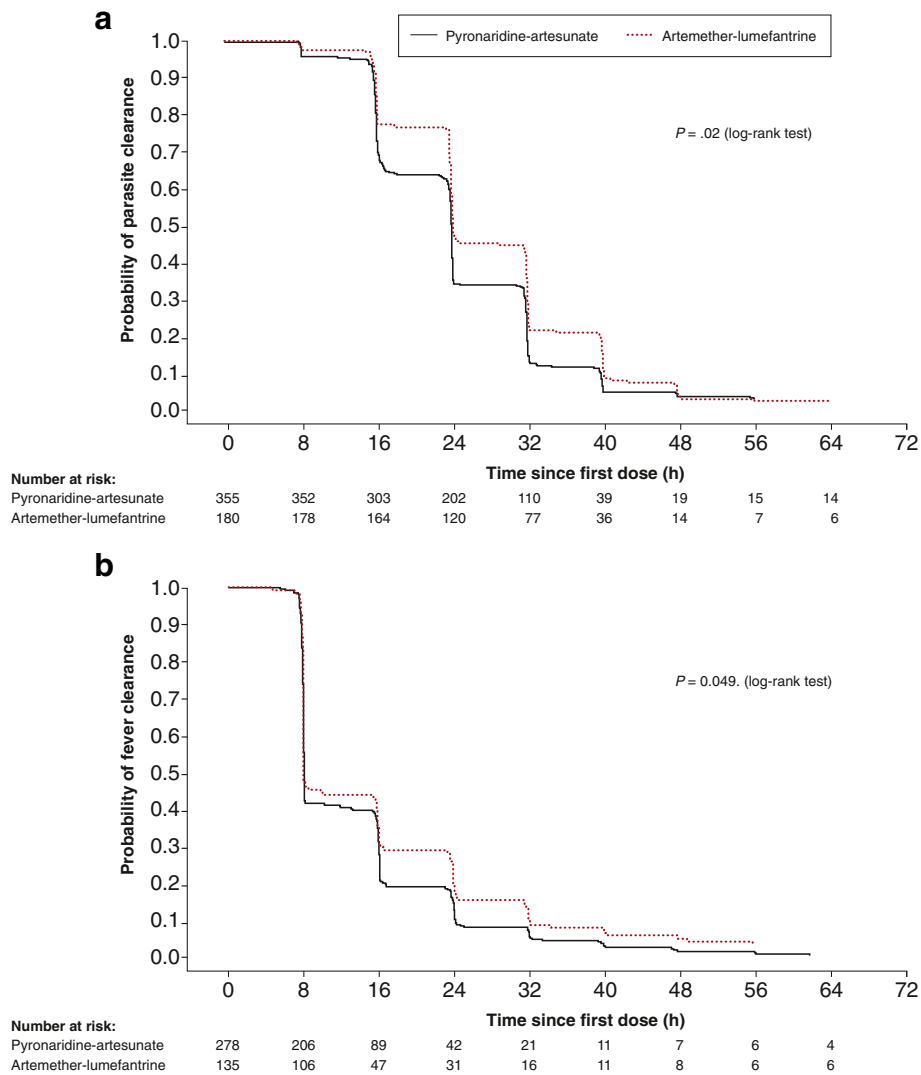 a
Pyronaridine-artesunate Artemether-lumefantrine
P = .02 (log-rank test)
Probability of parasite clearance
1.0
0.9
0.8
0.7
0.6
0.5
0.4
0.3
0.2
0.1
0.0
0 8 16 24 32 40 48 56 64 72
Time since first dose (h)
Number at risk:
Pyronaridine-artesunate 355 352 303 202 110 39 19 15 14
Artemether-lumefantrine 180 178 164 120 77 36 14 7 6
b
P = 0.049. (log-rank test)
Probability of fever clearance
1.0
0.9
0.8
0.7
0.6
0.5
0.4
0.3
0.2
0.1
0.0
0 8 16 24 32 40 48 56 64 72
Time since first dose (h)
Number at risk:
Pyronaridine-artesunate 278 206 89 42 21 11 7 6 4
Artemether-lumefantrine 135 106 47 31 16 11 8 6 6